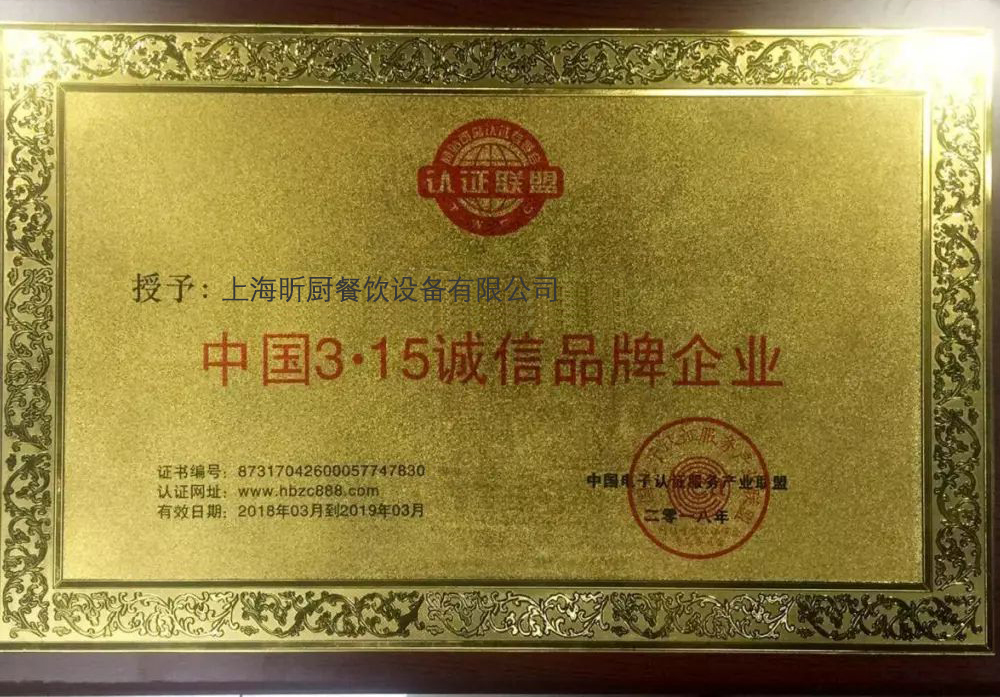 认证联盟
授予：上海昕厨餐饮设备有限公司
中国3·15诚信品牌企业
证书编号：87317042600057747830
认证网址：www.hbzc888.com
有效日期：2018年03月到2019年03月
中国电子认证服务产业联盟
二零一八年